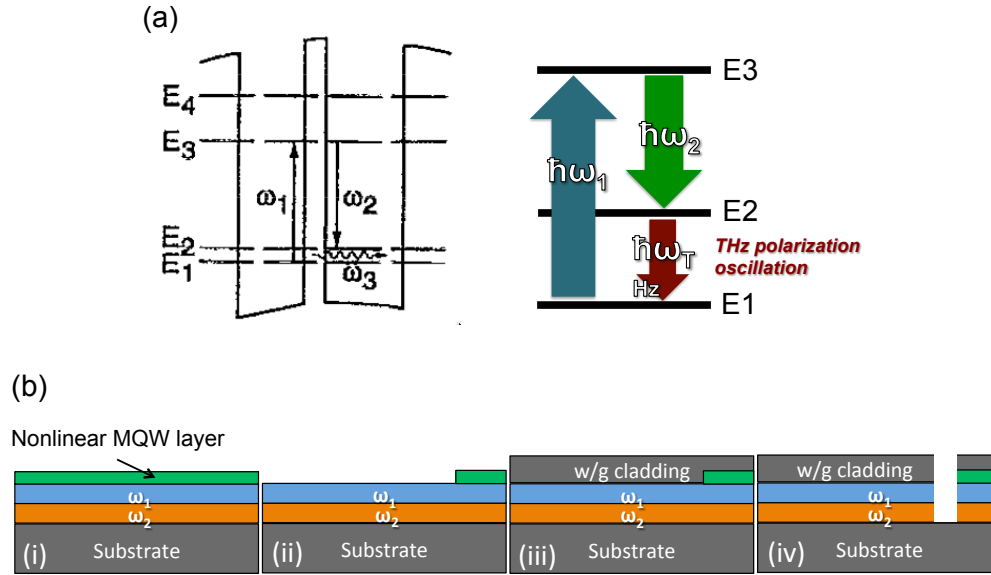 (a)
E4
E3
ω1
ω2
E2
E1
ω3
E3
ħω1
ħω2
E2
ħωT
Hz
THz polarization
oscillation
E1
(b)
Nonlinear MQW layer
ω1
ω2
(i) Substrate
ω1
ω2
(ii) Substrate
w/g cladding
ω1
ω2
(iii) Substrate
w/g cladding
ω1
ω2
(iv) Substrate